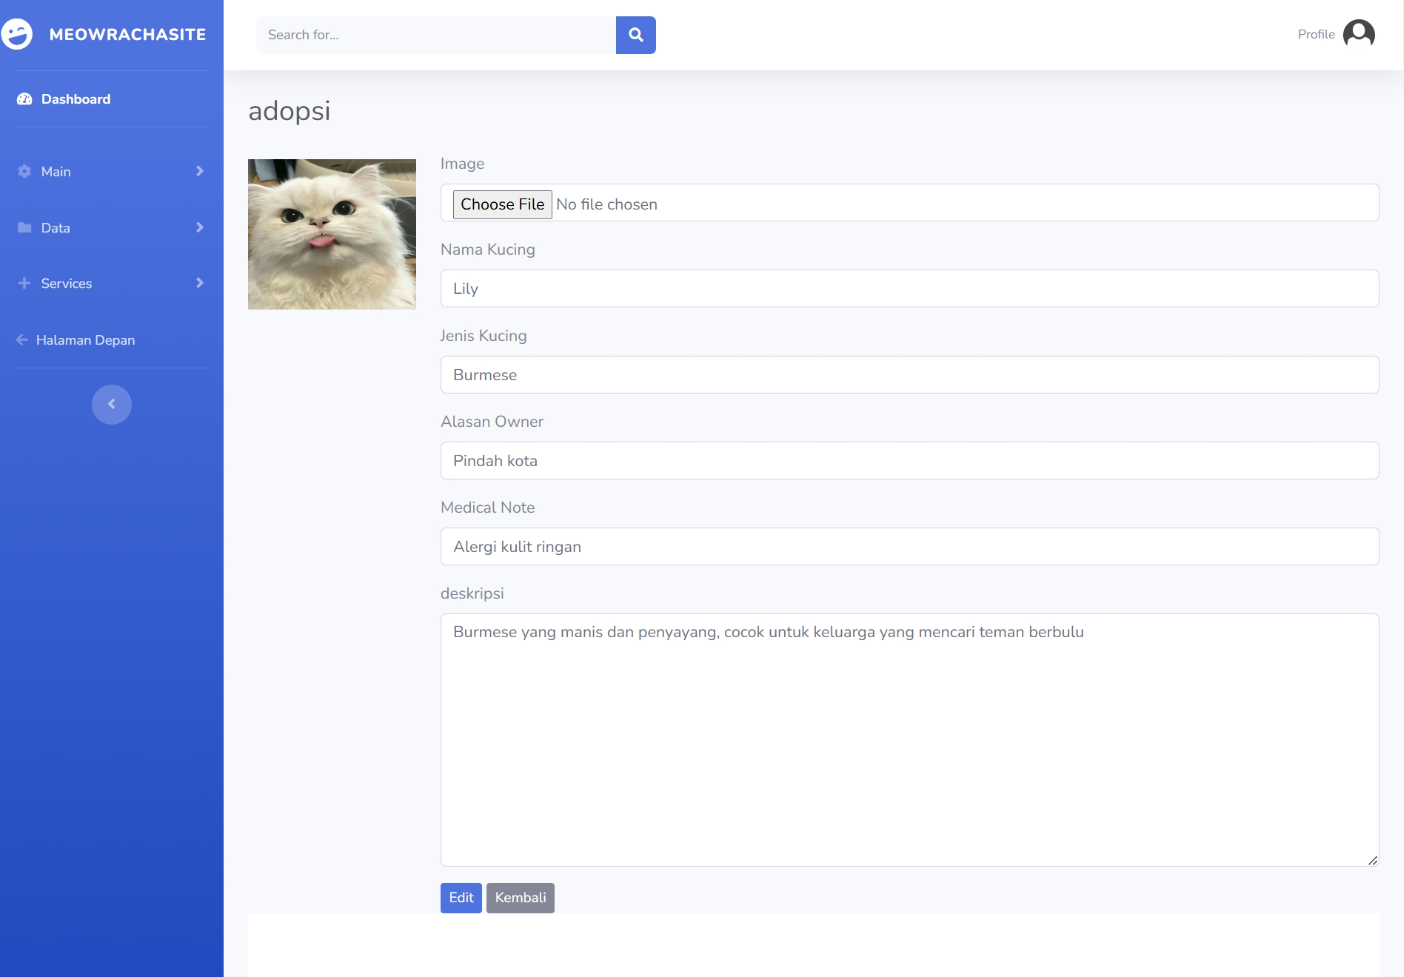 MEOWRACHASITE
Search for...
Profile
Dashboard
Main
Data
Services
Halaman Depan
adopsi
Image
Choose File No file chosen
Nama Kucing
Lily
Jenis Kucing
Burmese
Alasan Owner
Pindah kota
Medical Note
Alergi kulit ringan
deskripsi
Burmese yang manis dan penyayang, cocok untuk keluarga yang mencari teman berbulu
Edit Kembali